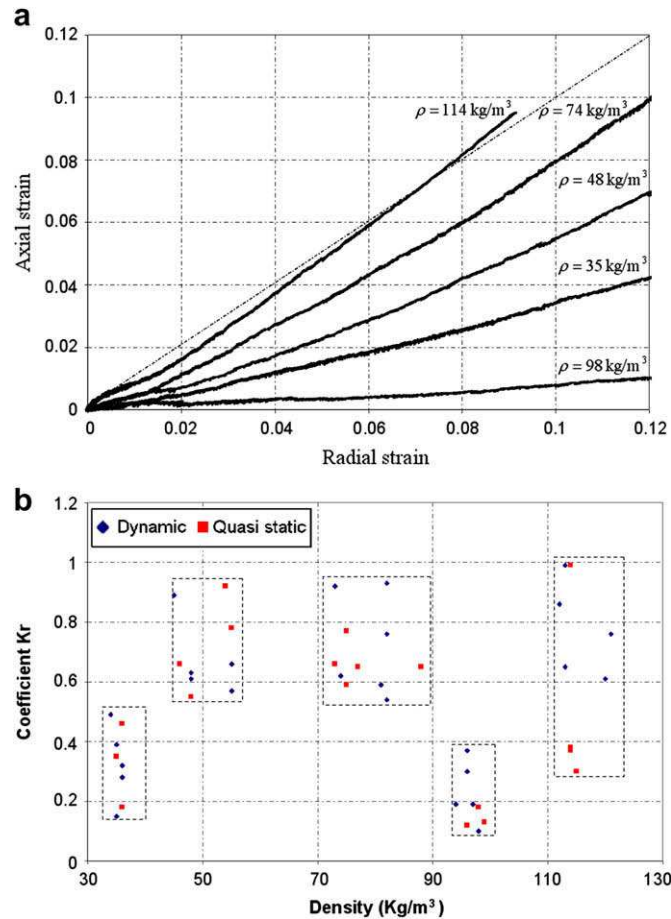 a
0.12
0.1
0.08
0.06
0.04
0.02
0
Axial strain
ρ = 114 kg/m³
ρ = 74 kg/m³
ρ = 48 kg/m³
ρ = 35 kg/m³
ρ = 98 kg/m³
0 0.02 0.04 0.06 0.08 0.1 0.12
Radial strain
b
1.2
1
0.8
0.6
0.4
0.2
0
Coefficient Kr
Dynamic Quasi static
30 50 70 90 110 130
Density (Kg/m³)